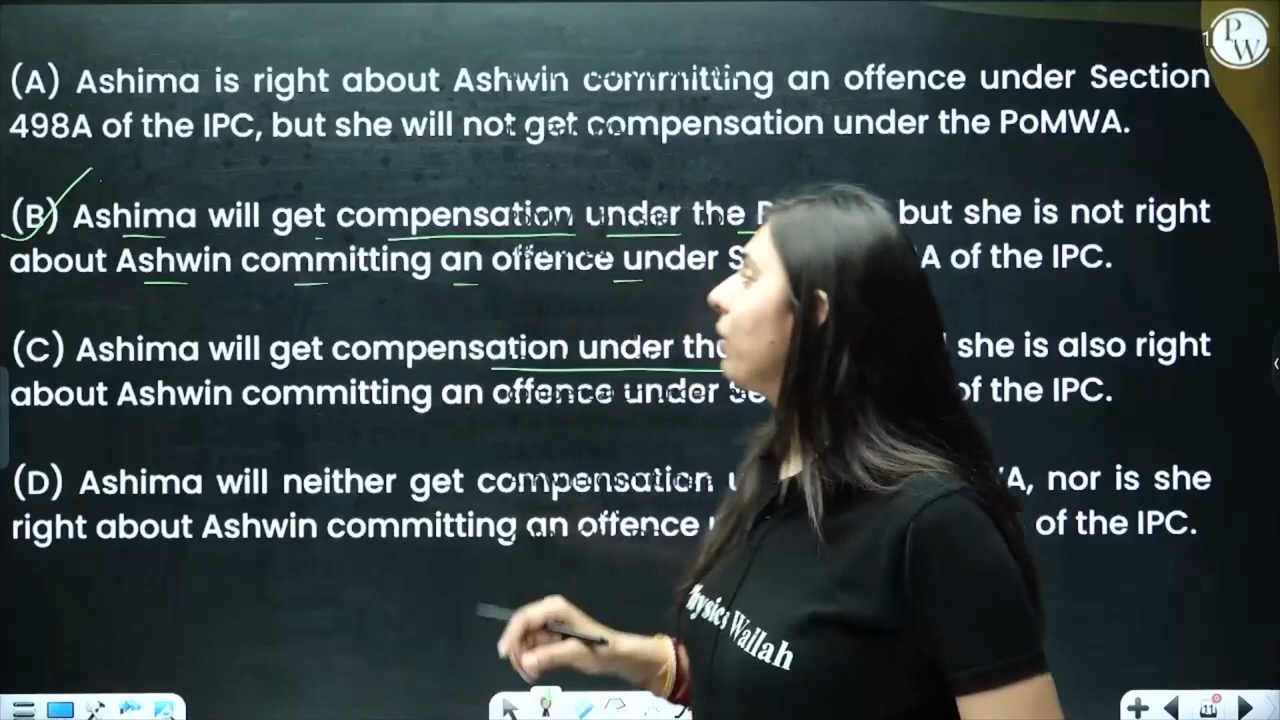 (A) Ashima is right about Ashwin committing an offence under Section
498A of the IPC, but she will not get compensation under the PoMWA.
(B) Ashima will get compensation under the but she is not right
about Ashwin committing an offence under of the IPC.
(C) Ashima will get compensation under she is also right
about Ashwin committing an offence under of the IPC.
(D) Ashima will neither get compensation nor is she
right about Ashwin committing an offence of the IPC.
PW
Wallah
11